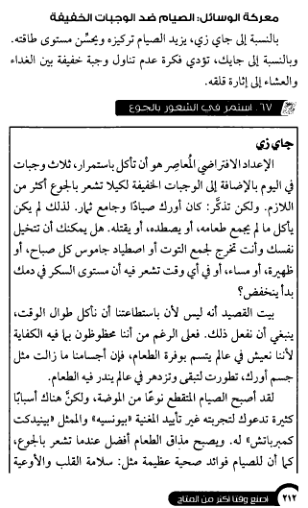 معركة الوسائل: الصيام ضد الوجبات الخفيفة
بالنسبة إلى جاي زي، يزيد الصيام تركيزه ويحسِّن مستوى طاقته.
وبالنسبة إلى جايك، تؤدي فكرة عدم تناول وجبة خفيفة بين الغداء
والعشاء إلى إثارة قلقه.
٦٧. استمر في الشعور بالجوع
جاي زي
الإعداد الافتراضي المُعاصِر هو أن تأكل باستمرار، ثلاث وجبات
في اليوم بالإضافة إلى الوجبات الخفيفة لكيلا تشعر بالجوع أكثر من
اللازم. ولكن تذكَّر: كان أورك صيادًا وجامع ثمار. لذلك لم يكن
يأكل ما لم يجمع طعامه، أو يصطده، أو يقتله. هل يمكنك أن تتخيل
نفسك وأنت تخرج لجمع التوت أو اصطياد جاموس كل صباح، أو
ظهيرة، أو مساء، أو في أي وقت تشعر فيه أن مستوى السكر في دمك
بدأ ينخفض؟
بيت القصيد أنه ليس لأن باستطاعتنا أن نأكل طوال الوقت،
ينبغي أن نفعل ذلك. فعلى الرغم من أننا محظوظون بما فيه الكفاية
لأننا نعيش في عالم يتسم بوفرة الطعام، فإن أجسامنا ما زالت مثل
جسم أورك، تطورت لتبقى وتزدهر في عالم يندر فيه الطعام.
لقد أصبح الصيام المتقطع نوعًا من الموضة، ولكنَّ هناك أسبابًا
كثيرة تدعوك لتجربته غير تأييد المغنية «بيونسيه» والممثل «بينيدكت
كمبرباتش» له. ويصبح مذاق الطعام أفضل عندما تشعر بالجوع،
كما أن للصيام فوائد صحية عظيمة مثل: سلامة القلب والأوعية
٢١٢ اصنع وقتا أكثر من المتاح